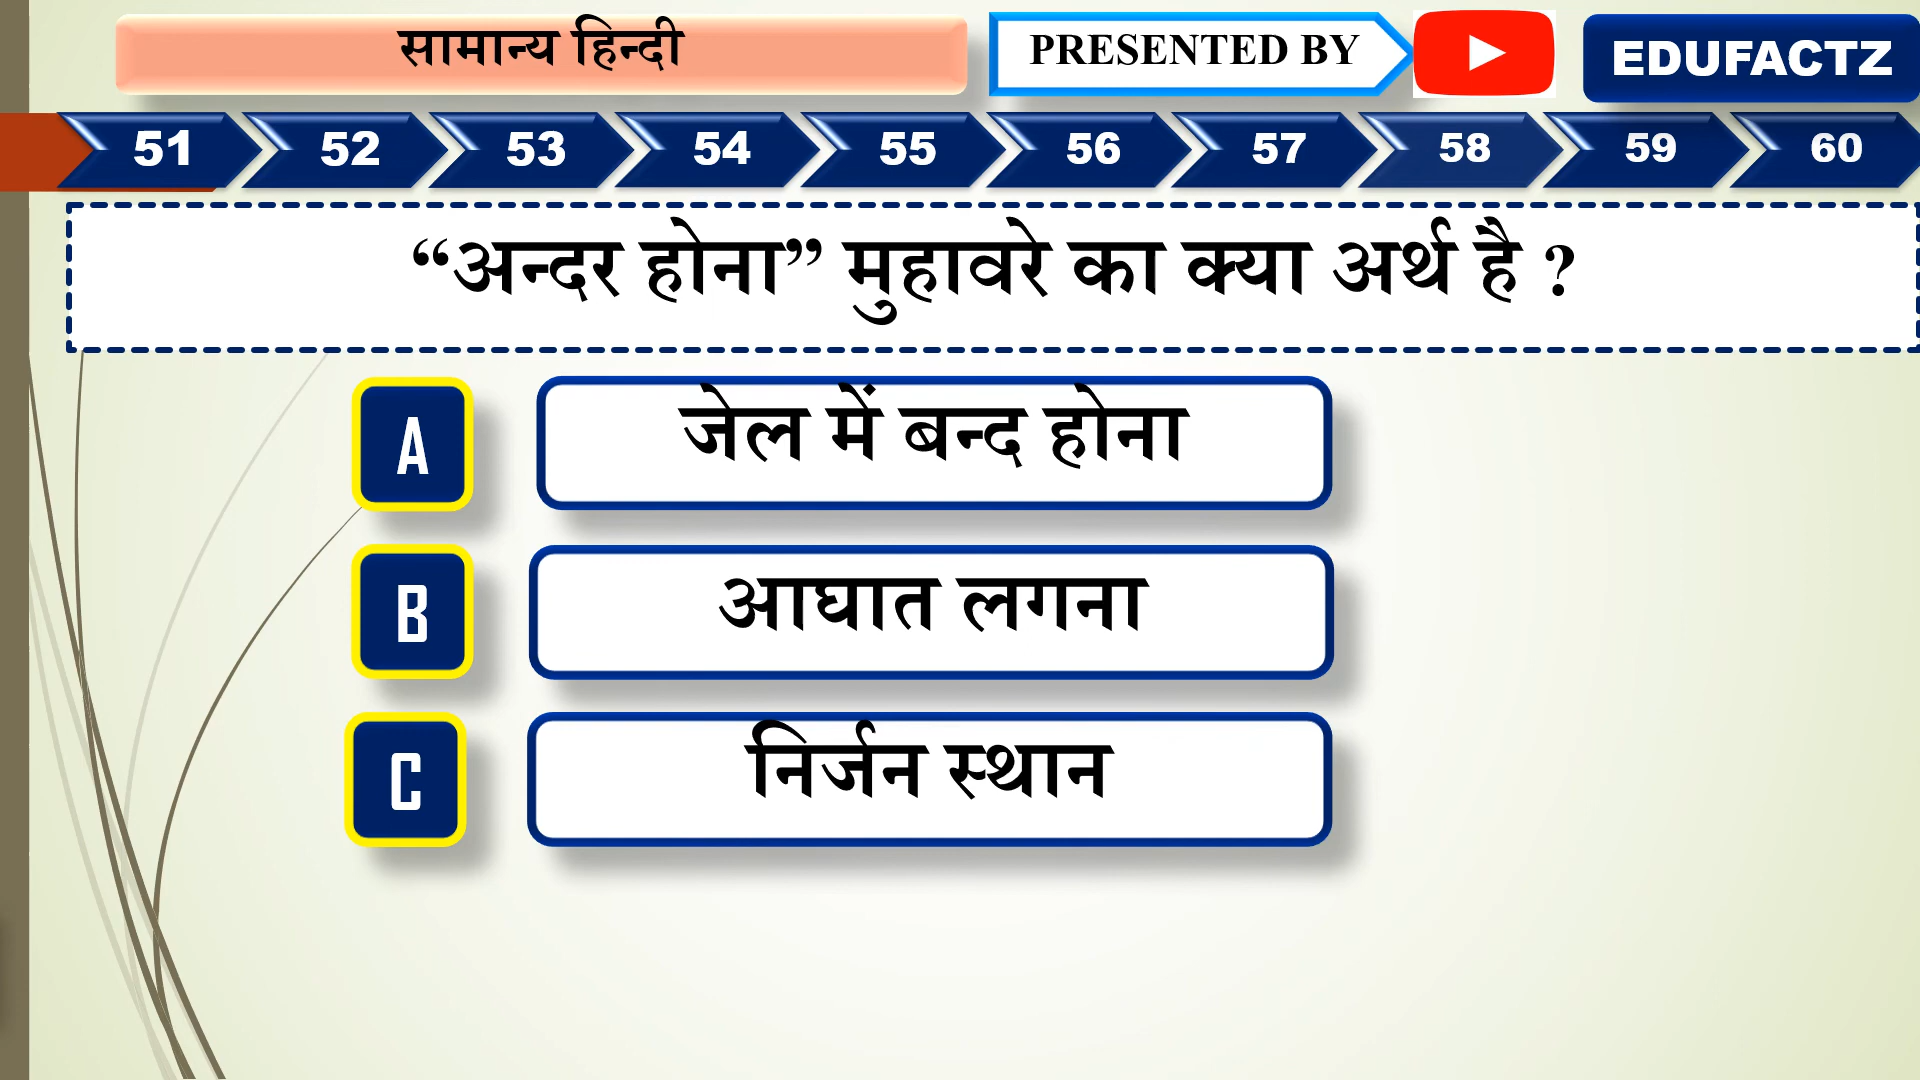 सामान्य हिन्दी
PRESENTED BY
EDUFACTZ
51 52 53 54 55 56 57 58 59 60
“अन्दर होना” मुहावरे का क्या अर्थ है ?
A जेल में बन्द होना
B आघात लगना
C निर्जन स्थान